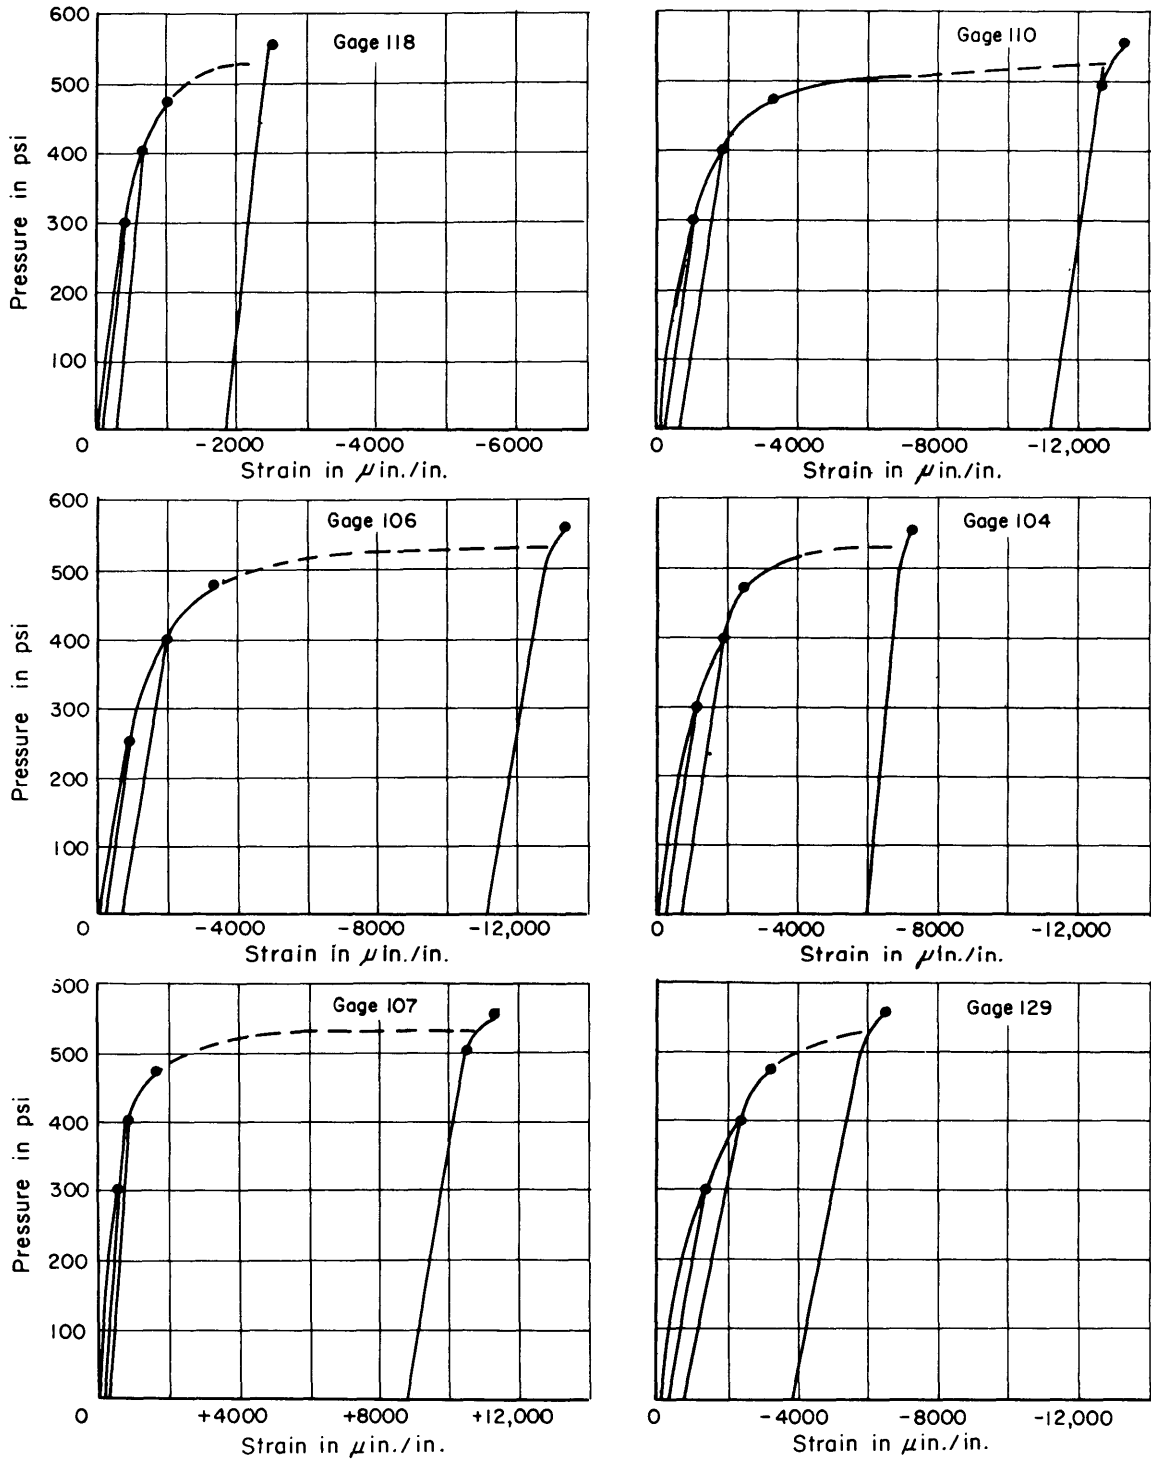 600
Gage 118
500
400
300
200
100
Pressure in psi
0 -2000 -4000 -6000
Strain in μin./in.
Gage 110
0 -4000 -8000 -12,000
Strain in μin./in.
600
Gage 106
500
400
300
200
100
Pressure in psi
0 -4000 -8000 -12,000
Strain in μin./in.
Gage 104
0 -4000 -8000 -12,000
Strain in μin./in.
300
Gage 107
500
400
300
200
100
Pressure in psi
0 +4000 +8000 +12,000
Strain in μin./in.
Gage 129
0 -4000 -8000 -12,000
Strain in μin./in.